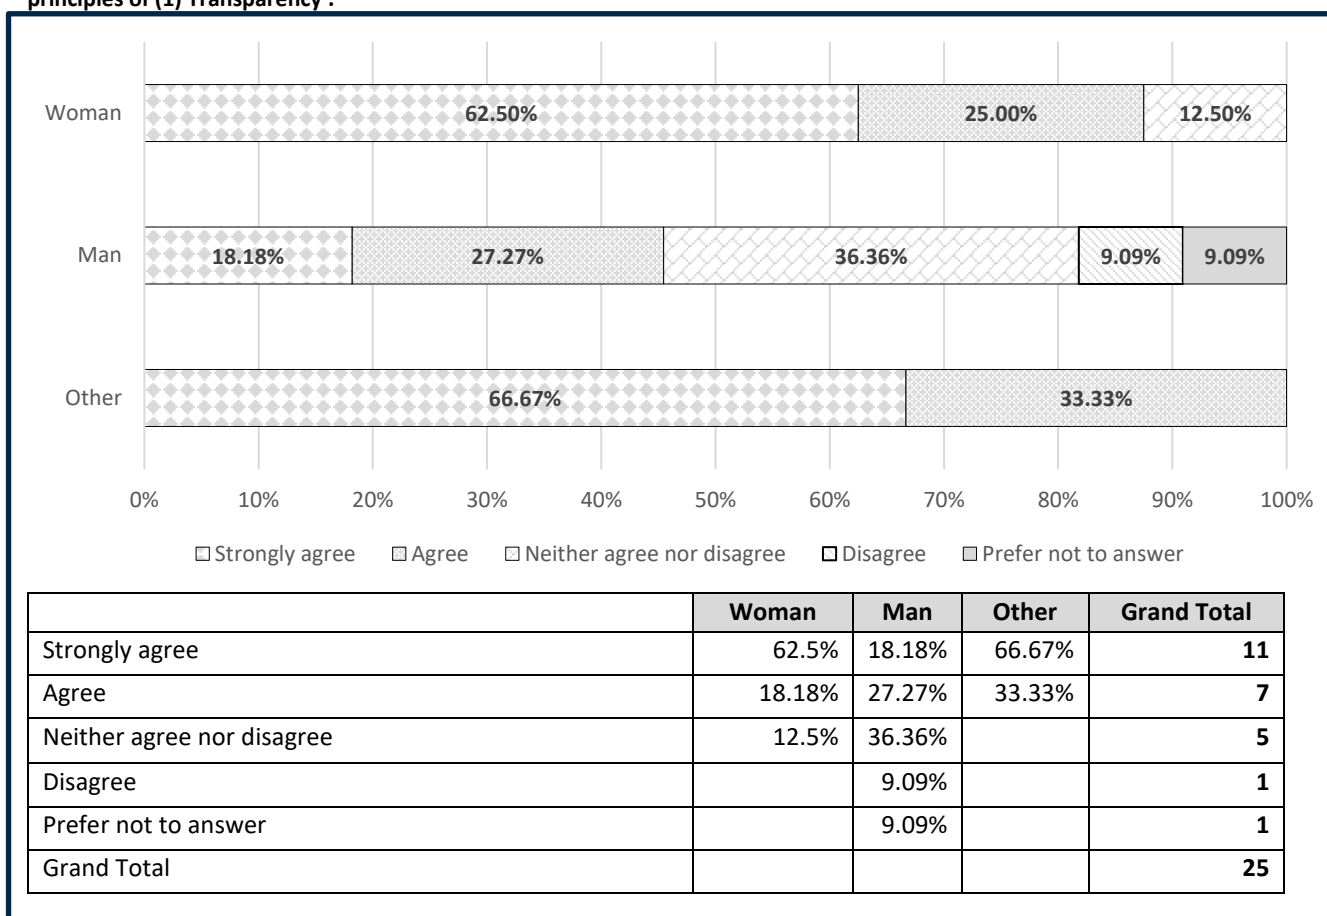 principles of (1) Transparency .
Woman 62.50% 25.00% 12.50%
Man 18.18% 27.27% 36.36% 9.09% 9.09%
Other 66.67% 33.33%
0% 10% 20% 30% 40% 50% 60% 70% 80% 90% 100%
Strongly agree Agree Neither agree nor disagree Disagree Prefer not to answer
Woman Man Other Grand Total
Strongly agree 62.5% 18.18% 66.67% 11
Agree 18.18% 27.27% 33.33% 7
Neither agree nor disagree 12.5% 36.36% 5
Disagree 9.09% 1
Prefer not to answer 9.09% 1
Grand Total 25